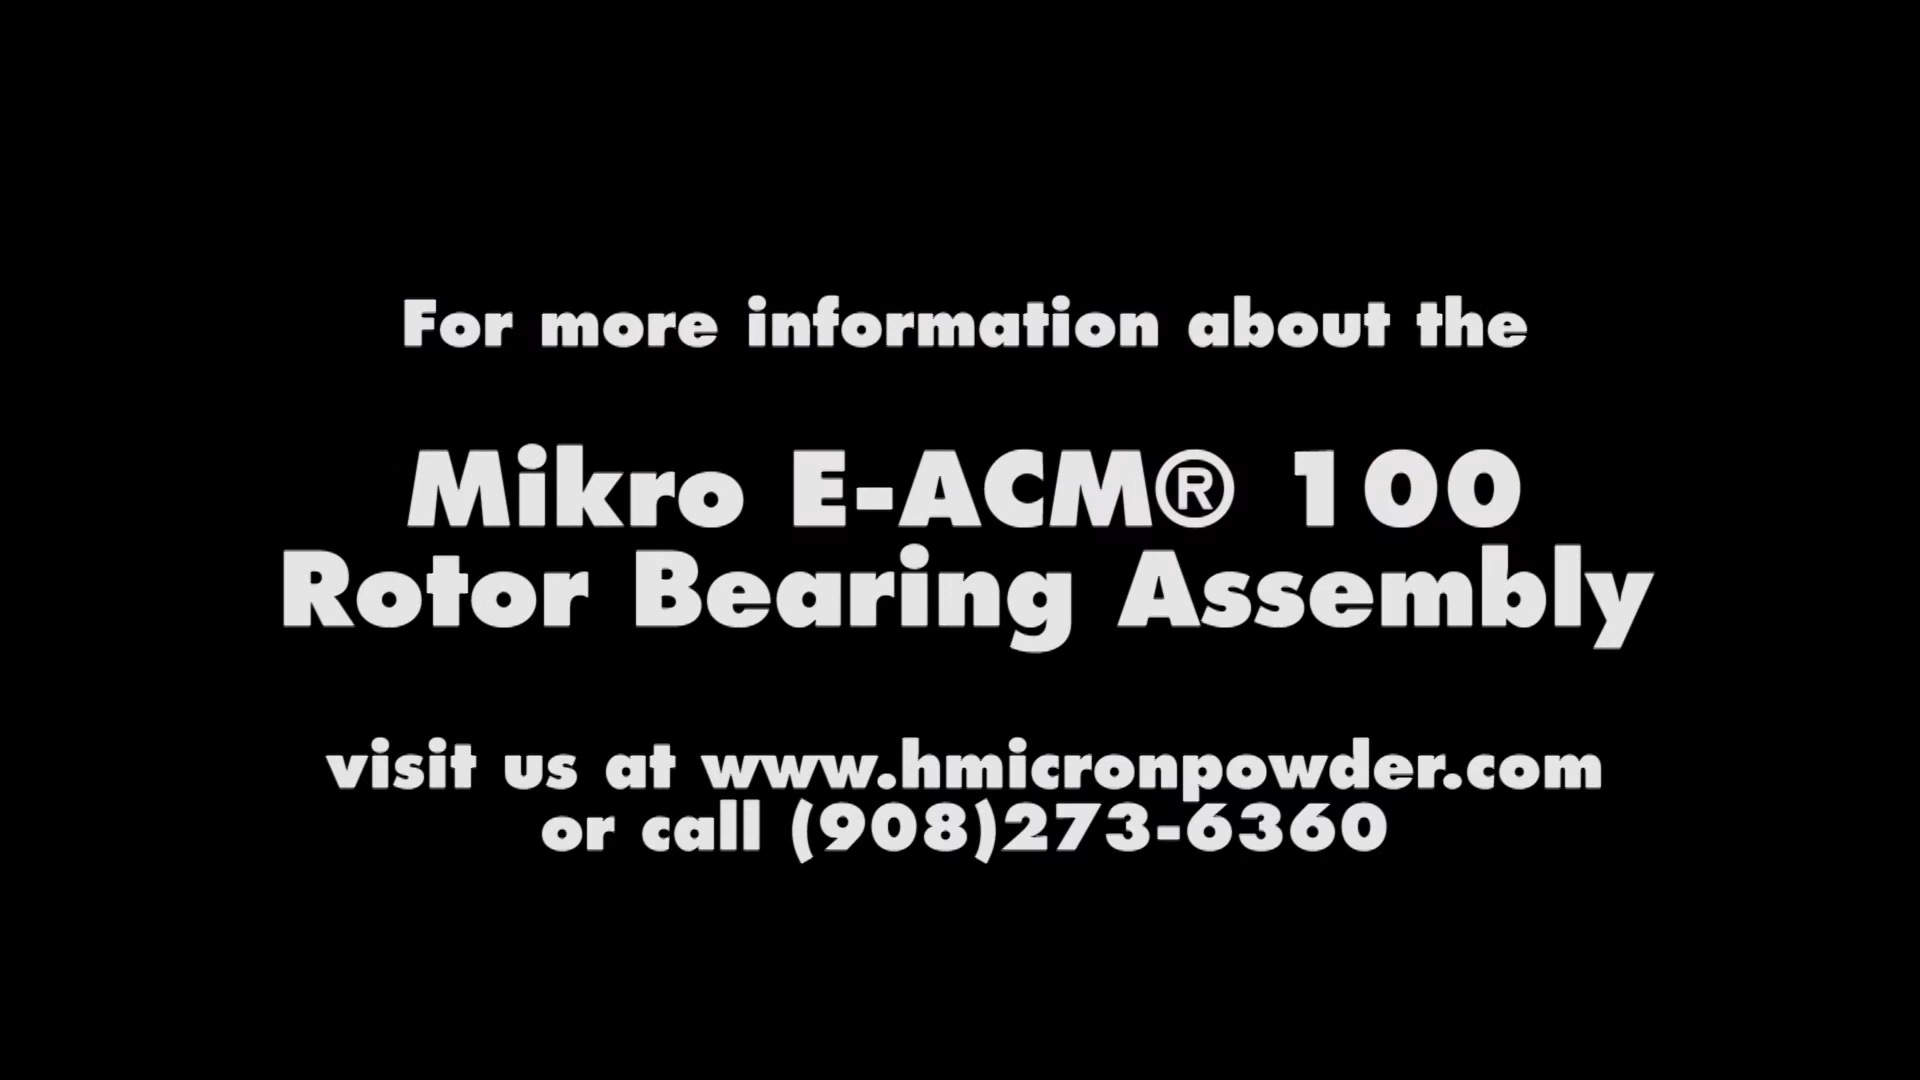 For more information about the
Mikro E-ACM® 100
Rotor Bearing Assembly
visit us at www.hmicronpowder.com
or call (908)273-6360